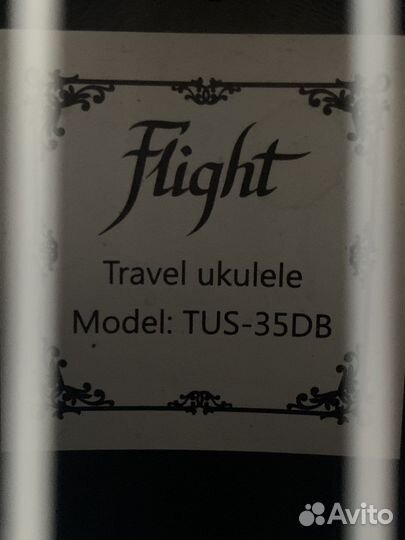 Flight
Travel ukulele
Model: TUS-35DB
Avito